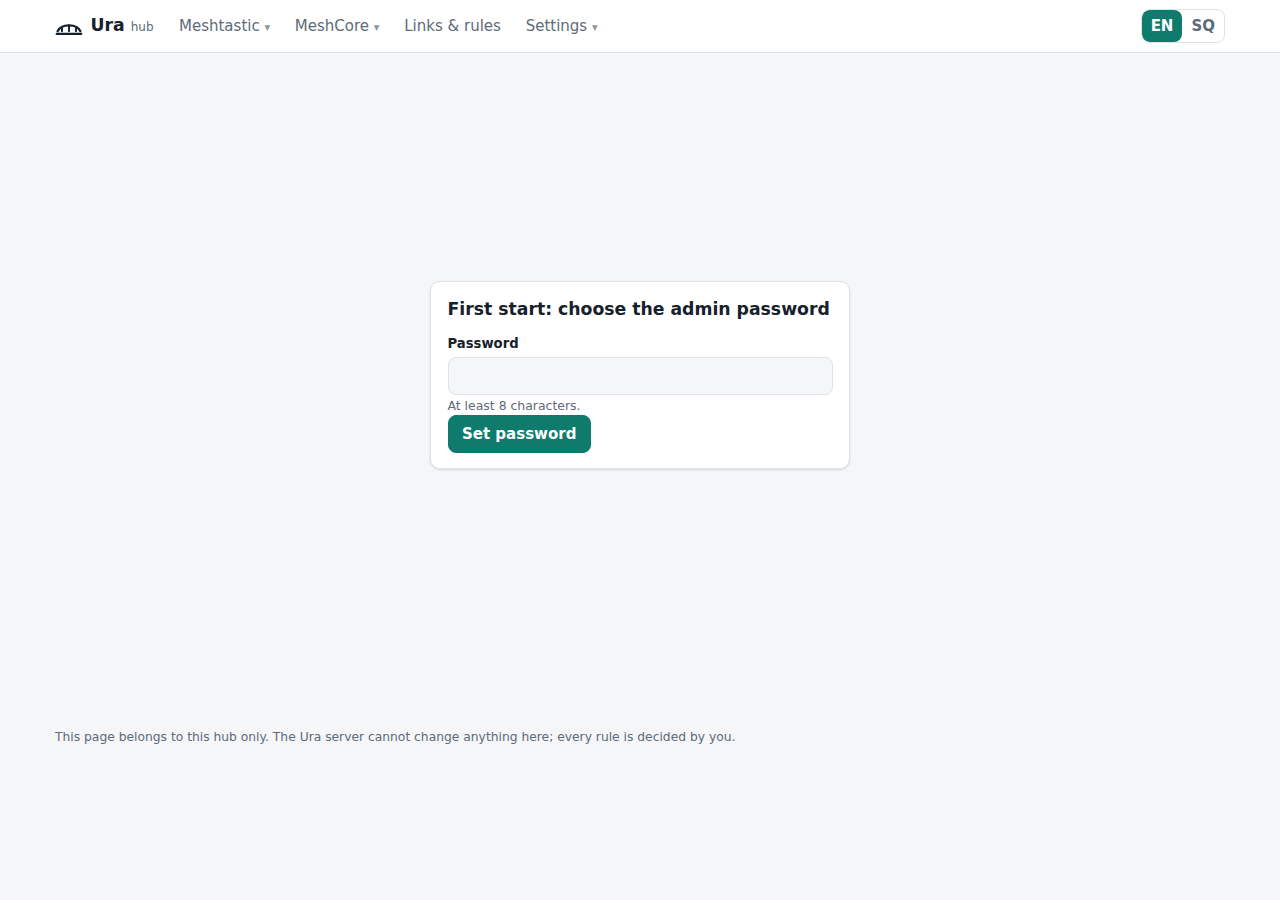 Ura hub Meshtastic ▾ MeshCore ▾ Links & rules Settings ▾ EN SQ
First start: choose the admin password
Password
At least 8 characters.
Set password
This page belongs to this hub only. The Ura server cannot change anything here; every rule is decided by you.